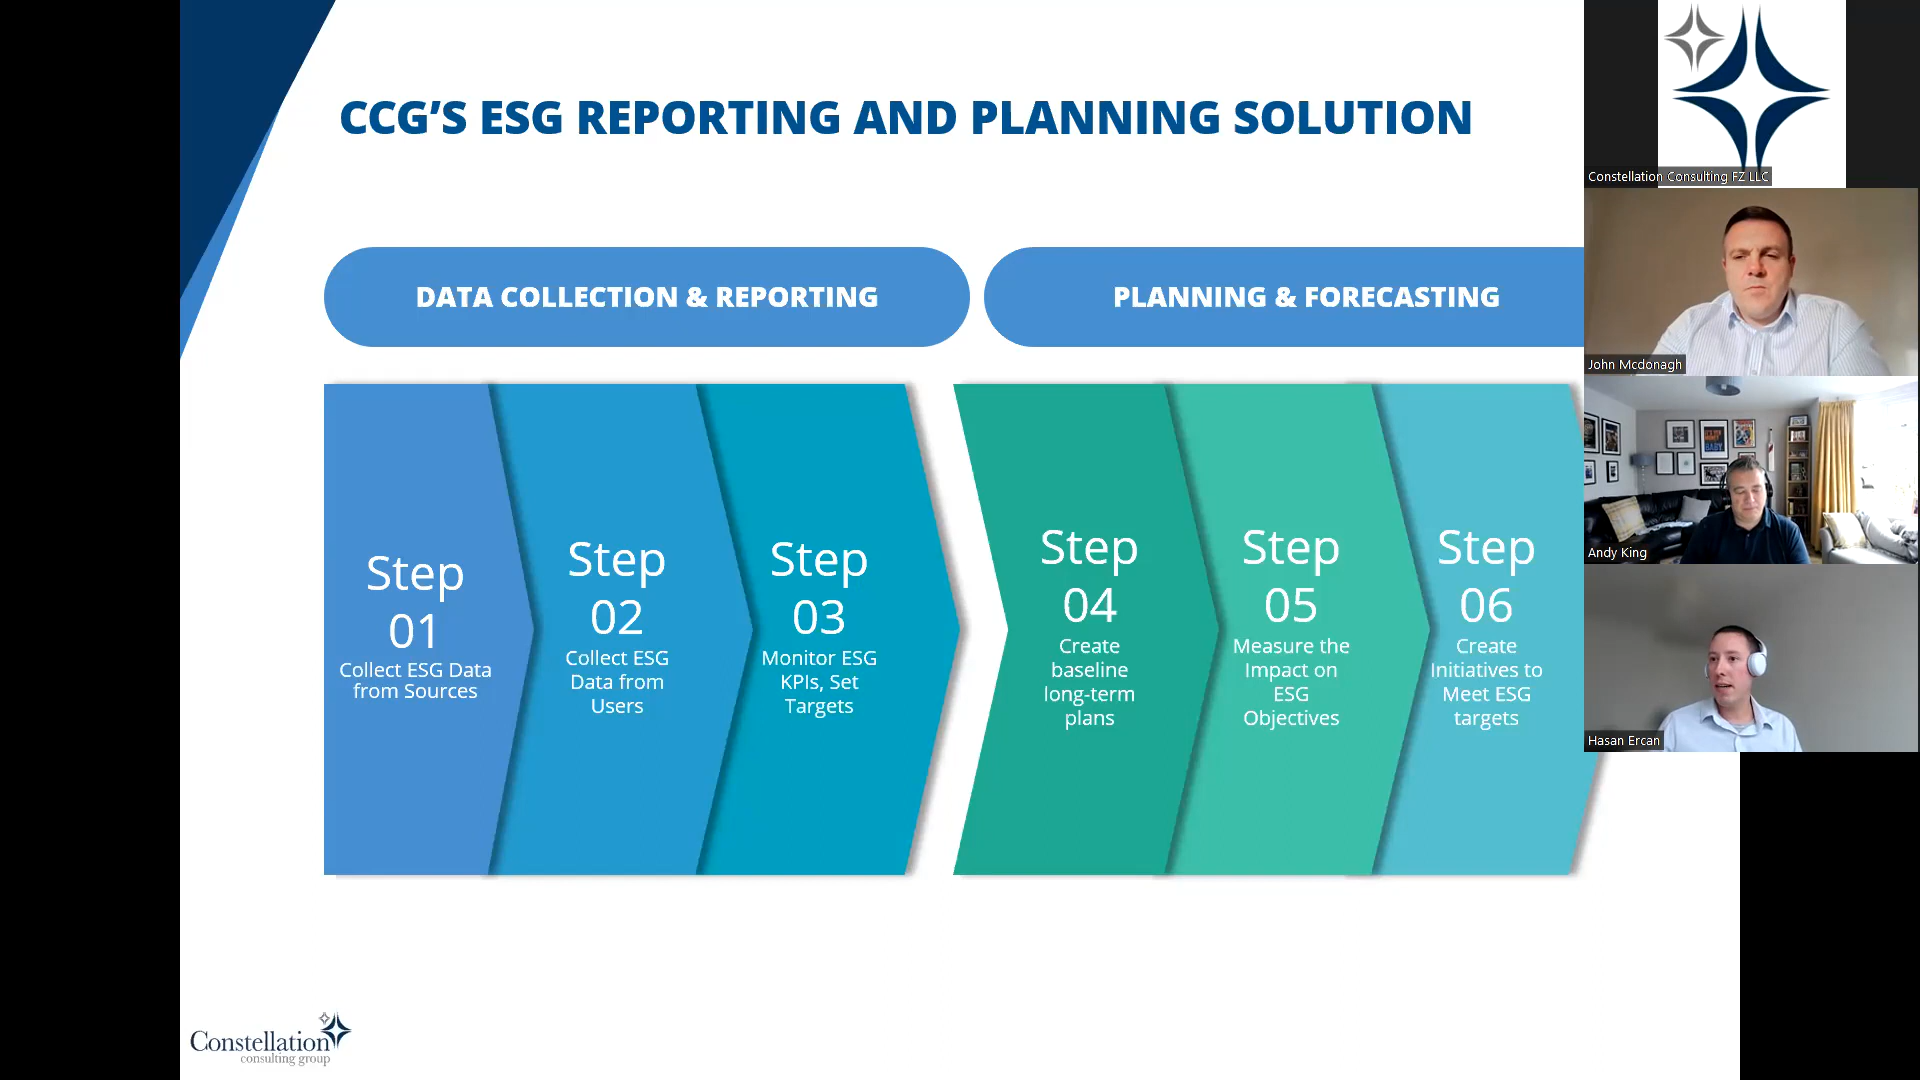 CCG'S ESG REPORTING AND PLANNING SOLUTION
DATA COLLECTION & REPORTING
PLANNING & FORECASTING
Step
01
Collect ESG Data
from Sources
Step
02
Collect ESG
Data from
Users
Step
03
Monitor ESG
KPIs, Set
Targets
Step
04
Create
baseline
long-term
plans
Step
05
Measure the
Impact on
ESG
Objectives
Step
06
Create
Initiatives to
Meet ESG
targets
Constellation Consulting FZ LLC
John Mcdonagh
Andy King
Hasan Ercan
Constellation
consulting group